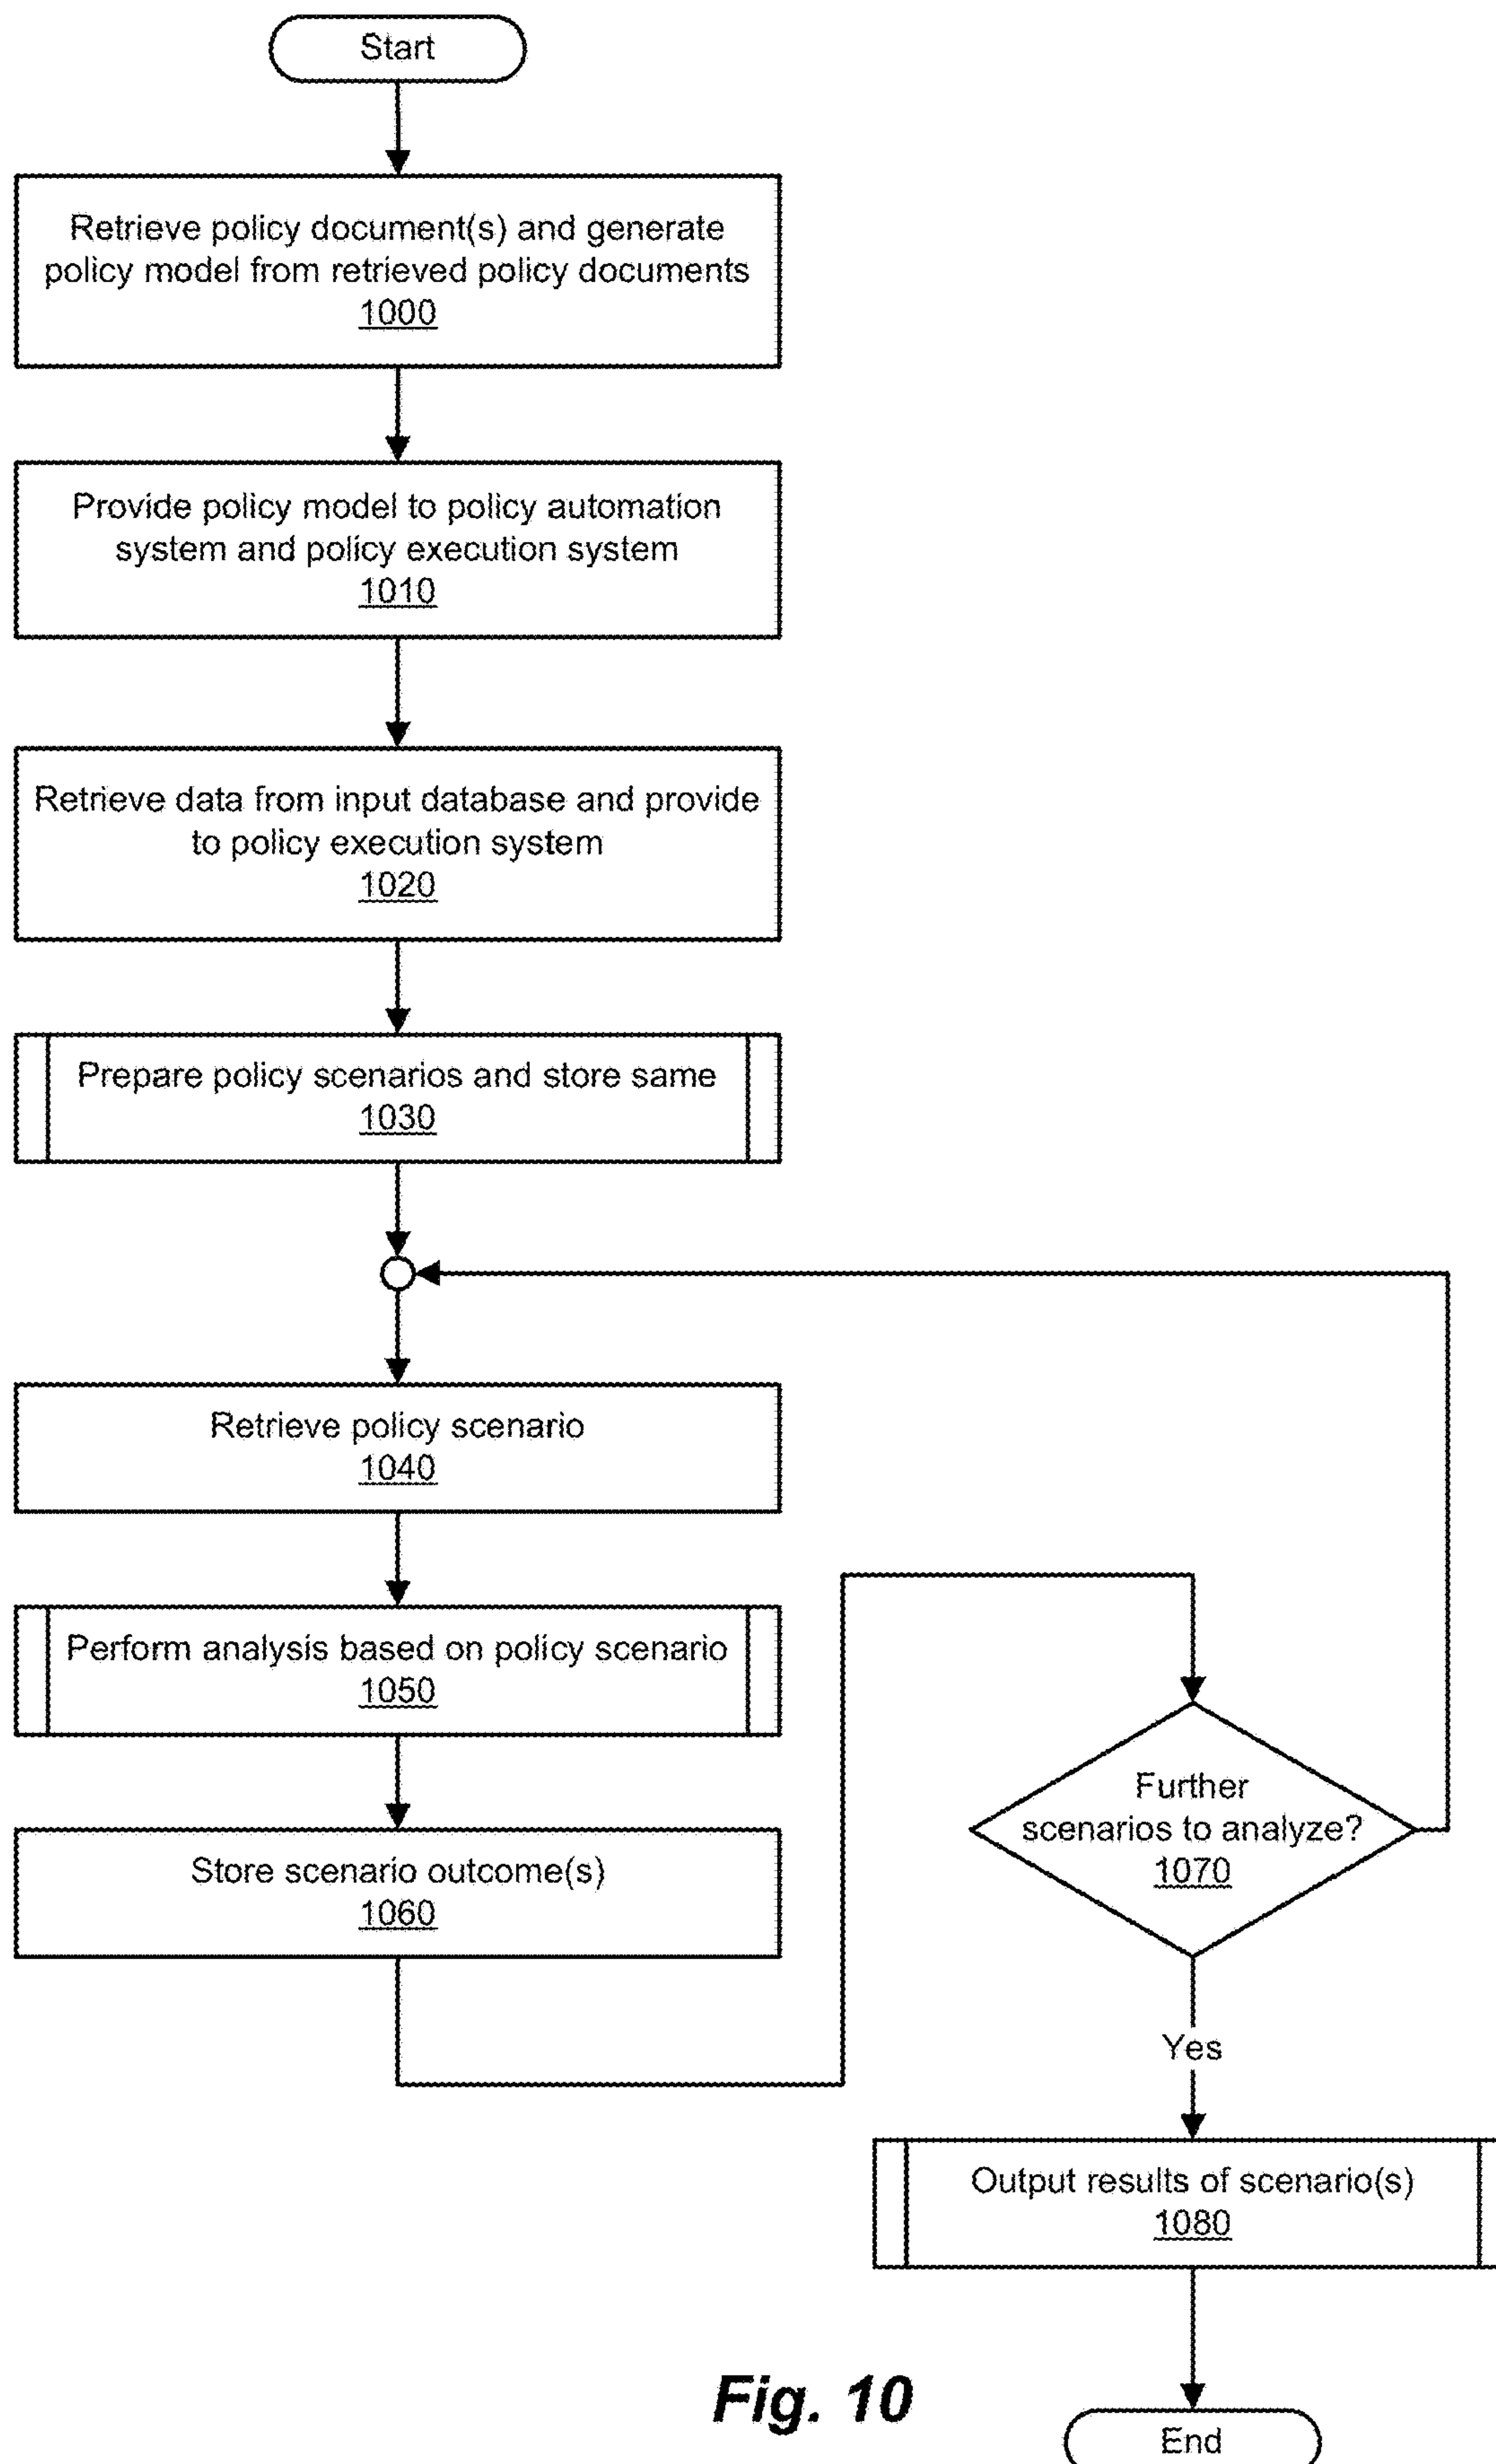 Start
Retrieve policy document(s) and generate
policy model from retrieved policy documents
1000
Provide policy model to policy automation
system and policy execution system
1010
Retrieve data from input database and provide
to policy execution system
1020
Prepare policy scenarios and store same
1030
Retrieve policy scenario
1040
Perform analysis based on policy scenario
1050
Store scenario outcome(s)
1060
Further
scenarios to analyze?
1070
Yes
Output results of scenario(s)
1080
End
Fig. 10